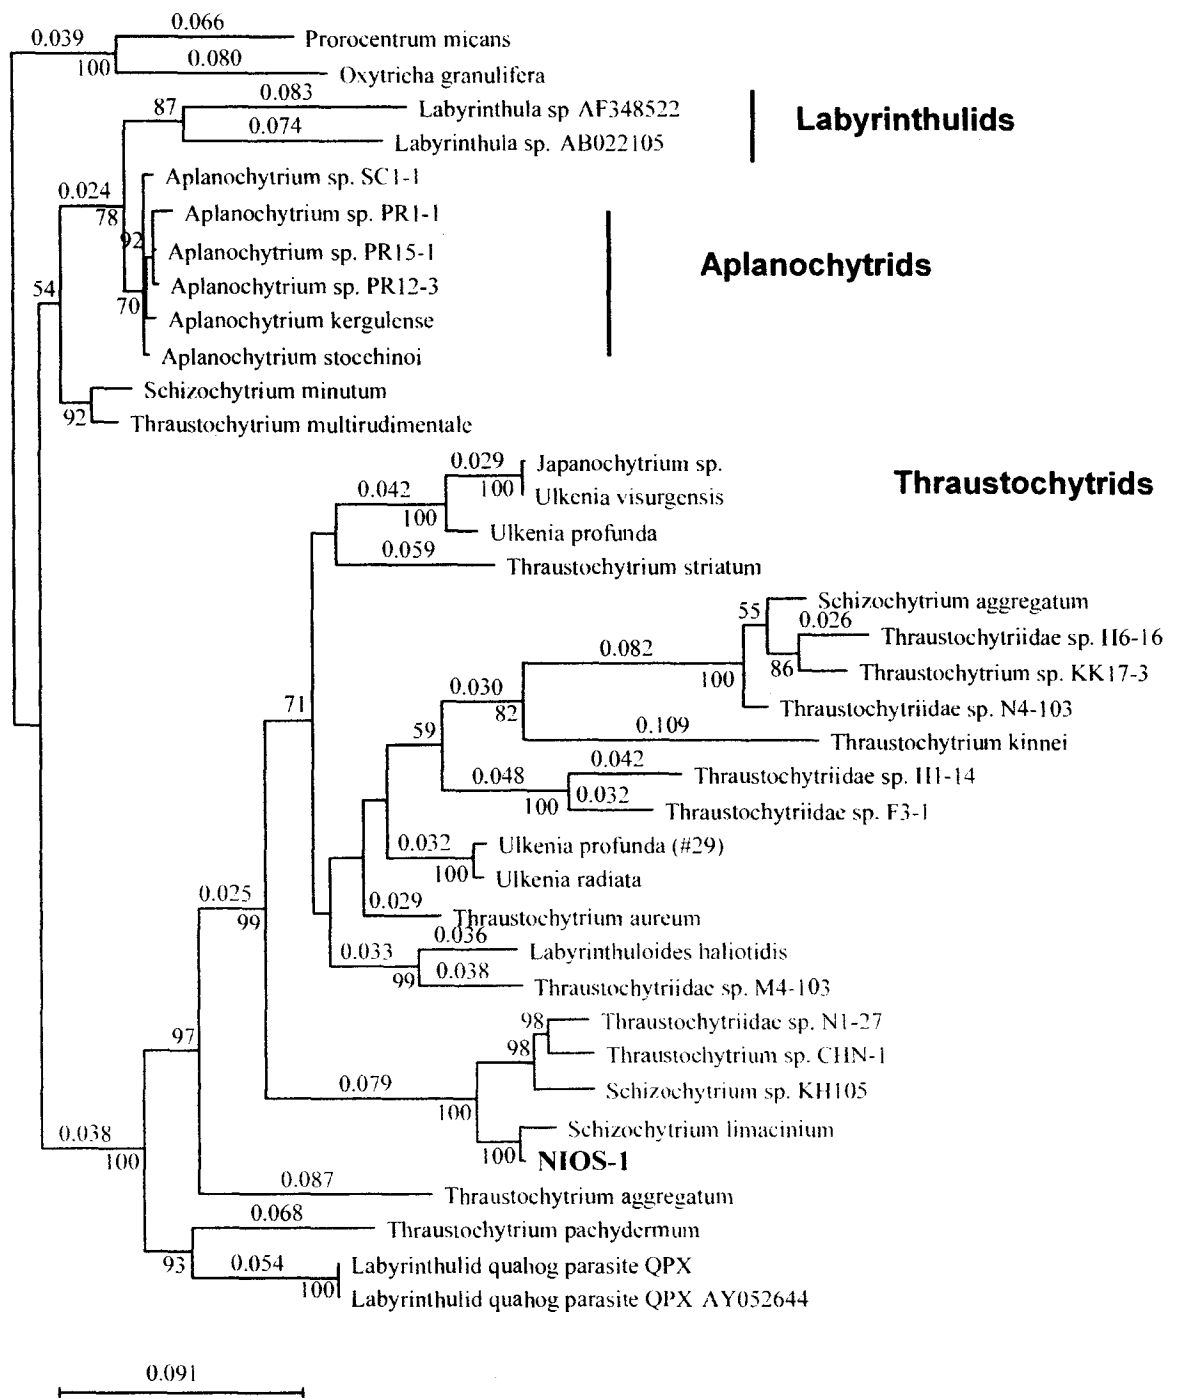 0.066
0.039
Prorocentrum micans
0.080
100
Oxytricha granulifera
0.083
87
Labyrinthula sp AF348522
Labyrinthulids
0.074
Labyrinthula sp. AB022105
Aplanochytrium sp. SC1-1
0.024
78
Aplanochytrium sp. PR1-1
92
Aplanochytrium sp. PR15-1
Aplanochytrids
54
Aplanochytrium sp. PR12-3
70
Aplanochytrium kergulense
Aplanochytrium stocchinoi
Schizochytrium minutum
92
Thraustochytrium multirudimentale
0.029
Japanochytrium sp.
Thraustochytrids
0.042
100
Ulkenia visurgensis
100
Ulkenia profunda
0.059
Thraustochytrium striatum
55
Schizochytrium aggregatum
0.026
Thraustochytriidae sp. H6-16
0.082
86
Thraustochytrium sp. KK17-3
100
0.030
71
82
Thraustochytriidae sp. N4-103
59
0.109
Thraustochytrium kinnei
0.042
0.048
Thraustochytriidae sp. H1-14
100
0.032
Thraustochytriidae sp. F3-1
0.032
Ulkenia profunda (#29)
100
Ulkenia radiata
0.025
99
0.029
Thraustochytrium aureum
0.036
0.033
Labyrinthuloides haliotidis
99
0.038
Thraustochytriidae sp. M4-103
97
98
Thraustochytriidae sp. N1-27
98
Thraustochytrium sp. CHN-1
0.079
Schizochytrium sp. KH105
100
0.038
Schizochytrium limacinium
100
100
NIOS-1
0.087
Thraustochytrium aggregatum
0.068
Thraustochytrium pachydermum
93
0.054
Labyrinthulid quahog parasite QPX
100
Labyrinthulid quahog parasite QPX AY052644
0.091